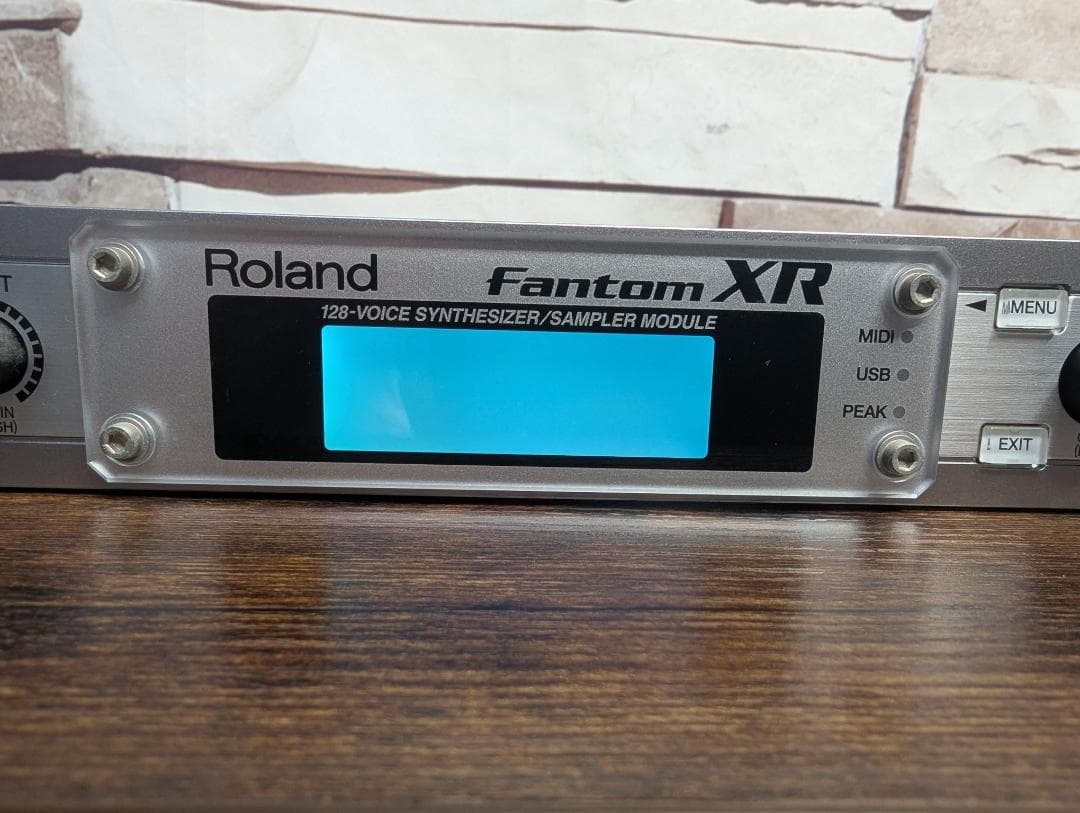 Roland
Fantom XR
128-VOICE SYNTHESIZER/SAMPLER MODULE
MIDI
USB
PEAK
MENU
EXIT